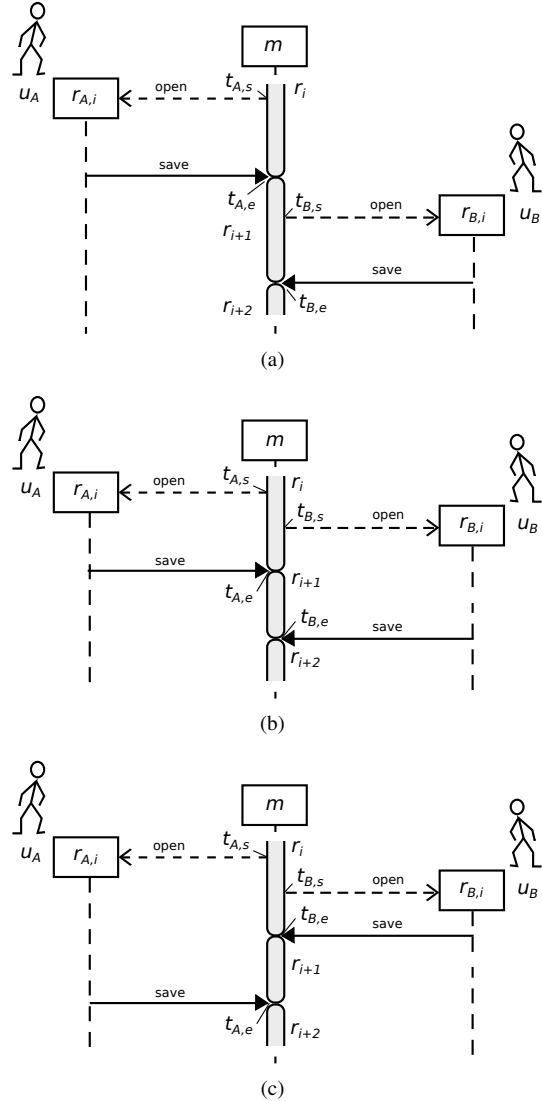 m
u_A r_{A,i} open t_{A,s} r_i
save
t_{A,e} t_{B,s} open r_{B,i} u_B
r_{i+1}
save
r_{i+2} t_{B,e}
(a)
m
u_A r_{A,i} open t_{A,s} r_i
t_{B,s} open r_{B,i} u_B
save
t_{A,e} r_{i+1}
t_{B,e} save
r_{i+2}
(b)
m
u_A r_{A,i} open t_{A,s} r_i
t_{B,s} open r_{B,i} u_B
t_{B,e} save
r_{i+1}
save
t_{A,e} r_{i+2}
(c)